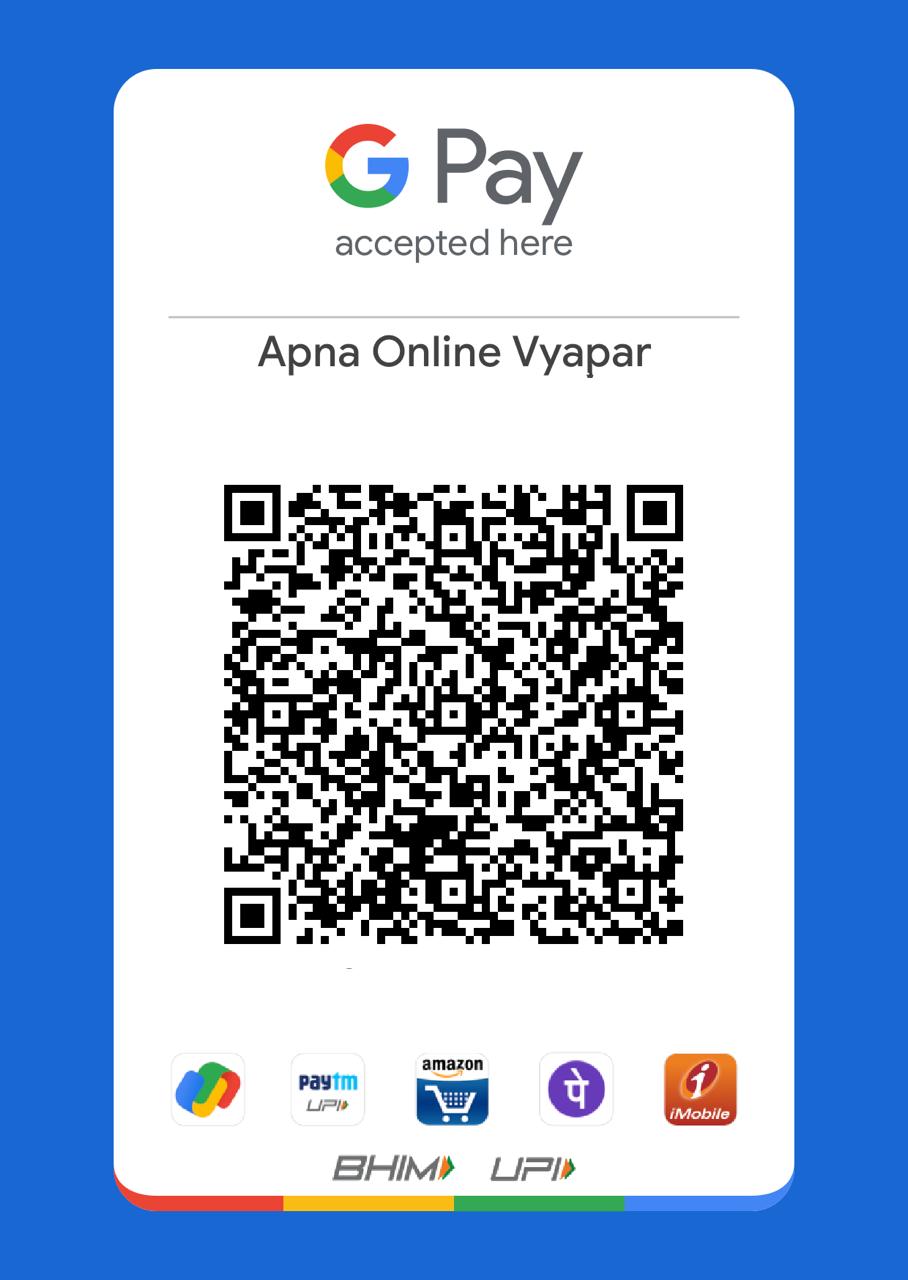 G Pay
accepted here
Apna Online Vyapar
paytm
UPI
amazon
पे
i
iMobile
BHIM UPI